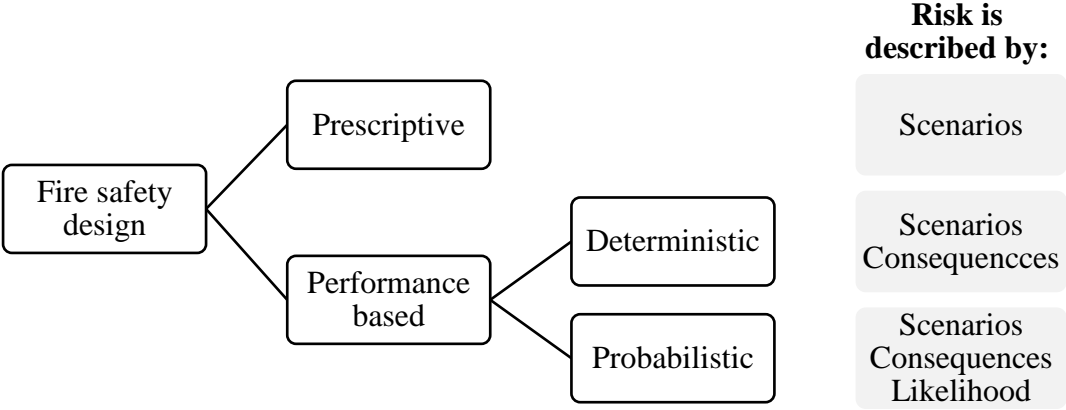 Risk is
described by:
Prescriptive
Scenarios
Fire safety
design
Deterministic
Scenarios
Consequencces
Performance
based
Probabilistic
Scenarios
Consequences
Likelihood